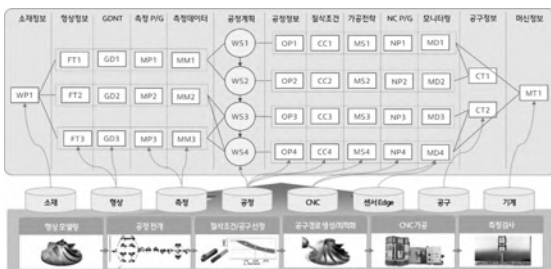 소재정보 형상정보 GDNT 측정 P/G 측정데이터 공정계획 공정정보 절삭조건 가공전략 NC P/G 모니터링 공구정보 머신정보
FT1 GD1 MP1 MM1 WS1 OP1 CC1 MS1 NP1 MD1
WP1 FT2 GD2 MP2 MM2 WS2 OP2 CC2 MS2 NP2 MD2 CT1 MT1
FT3 GD3 MP3 MM3 WS3 OP3 CC3 MS3 NP3 MD3 CT2
WS4 OP4 CC4 MS4 NP4 MD4
소재 형상 측정 공정 CNC 센서 Edge 공구 기계
형상 모델링 공정 전개 절삭조건/공구선정 공구경로 생성/최적화 CNC가공 측정검사